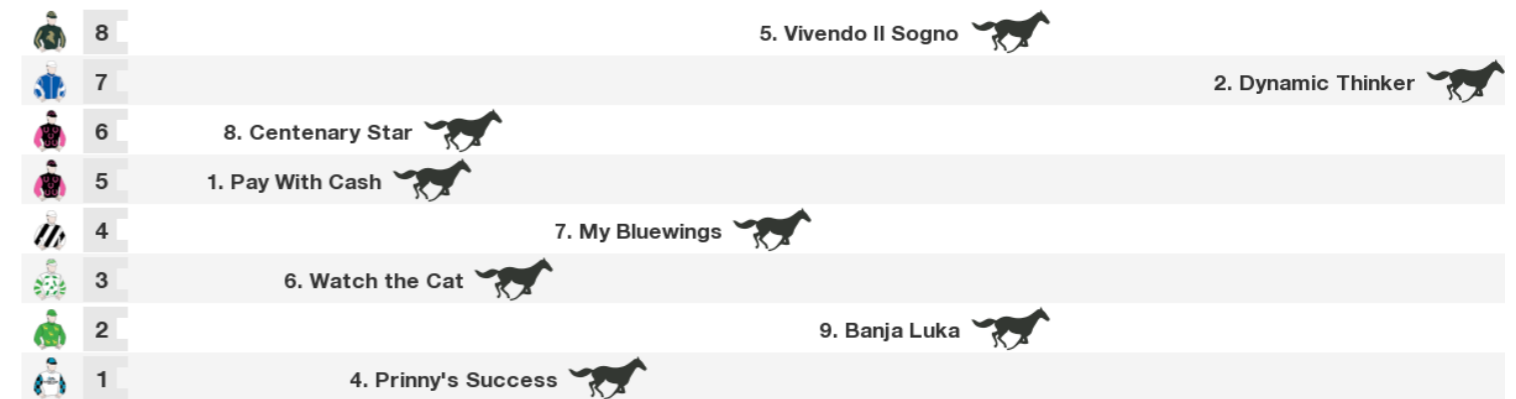 8 5. Vivendo Il Sogno
7 2. Dynamic Thinker
6 8. Centenary Star
5 1. Pay With Cash
4 7. My Bluewings
3 6. Watch the Cat
2 9. Banja Luka
1 4. Prinny's Success